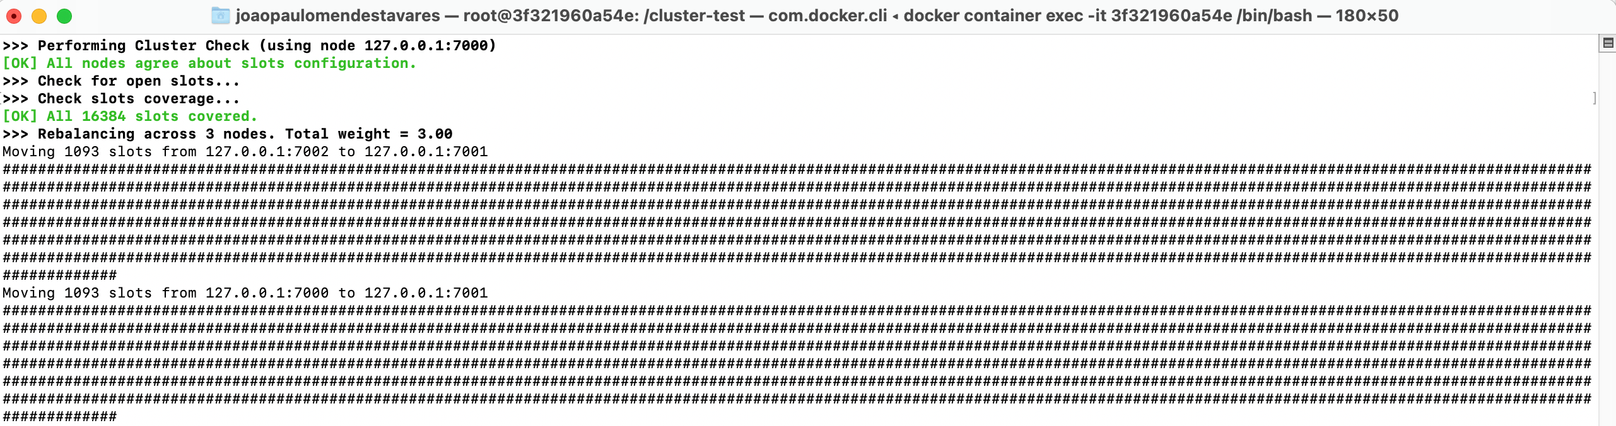 joaopaulomendestavares — root@3f321960a54e: /cluster-test — com.docker.cli ◂ docker container exec -it 3f321960a54e /bin/bash — 180×50
>>> Performing Cluster Check (using node 127.0.0.1:7000)
[OK] All nodes agree about slots configuration.
>>> Check for open slots...
>>> Check slots coverage...
[OK] All 16384 slots covered.
>>> Rebalancing across 3 nodes. Total weight = 3.00
Moving 1093 slots from 127.0.0.1:7002 to 127.0.0.1:7001
####################################################################################################################################################################################
####################################################################################################################################################################################
####################################################################################################################################################################################
####################################################################################################################################################################################
####################################################################################################################################################################################
####################################################################################################################################################################################
#############
Moving 1093 slots from 127.0.0.1:7000 to 127.0.0.1:7001
####################################################################################################################################################################################
####################################################################################################################################################################################
####################################################################################################################################################################################
####################################################################################################################################################################################
####################################################################################################################################################################################
####################################################################################################################################################################################
#############